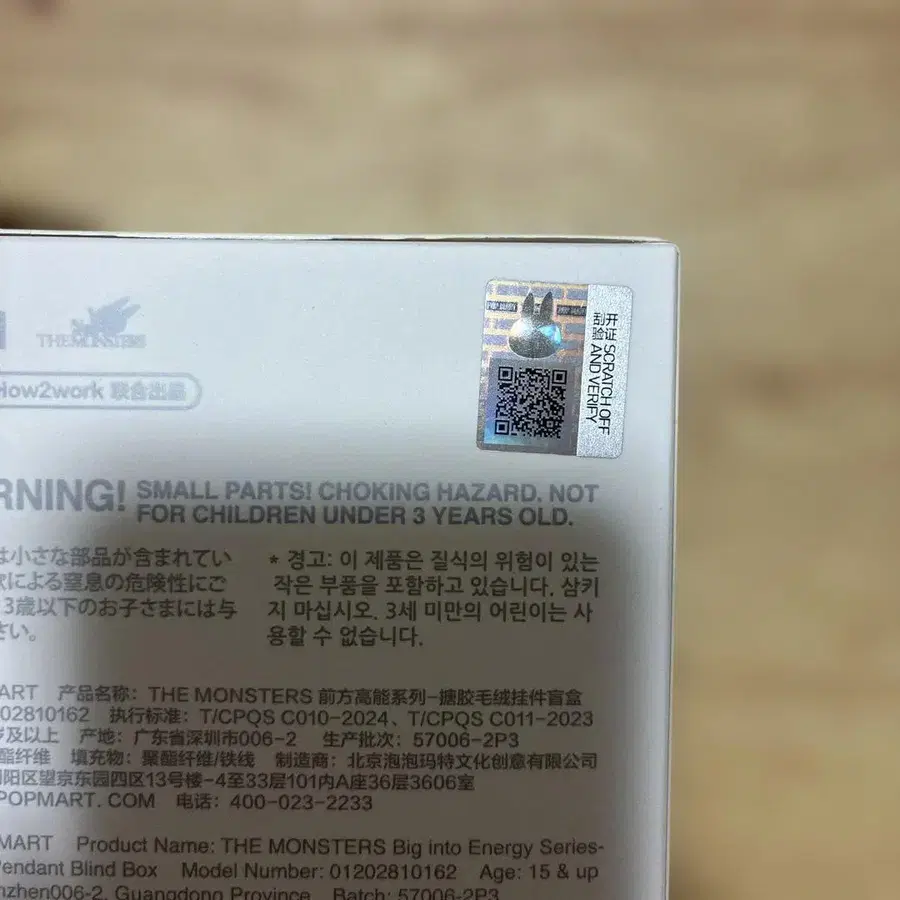 THE MONSTERS
How2work 联合出品
开 证 SCRATCH OFF
刮 验 AND VERIFY
RNING! SMALL PARTS! CHOKING HAZARD. NOT
FOR CHILDREN UNDER 3 YEARS OLD.
は小さな部品が含まれてい
による窒息の危険性にご
3歳以下のお子さまには与
さい。
* 경고: 이 제품은 질식의 위험이 있는
작은 부품을 포함하고 있습니다. 삼키
지 마십시오. 3세 미만의 어린이는 사
용할 수 없습니다.
ART 产品名称: THE MONSTERS 前方高能系列-搪胶毛绒挂件盲盒
02810162 执行标准: T/CPQS C010-2024、T/CPQS C011-2023
岁及以上 产地: 广东省深圳市006-2 生产批次: 57006-2P3
酯纤维 填充物: 聚酯纤维/铁线 制造商: 北京泡泡玛特文化创意有限公司
阳区望京东园四区13号楼-4至33层101内A座36层3606室
POPMART. COM 电话: 400-023-2233
MART Product Name: THE MONSTERS Big into Energy Series-
Pendant Blind Box Model Number: 01202810162 Age: 15 & up
nzhen006-2, Guangdong Province Batch: 57006-2P3